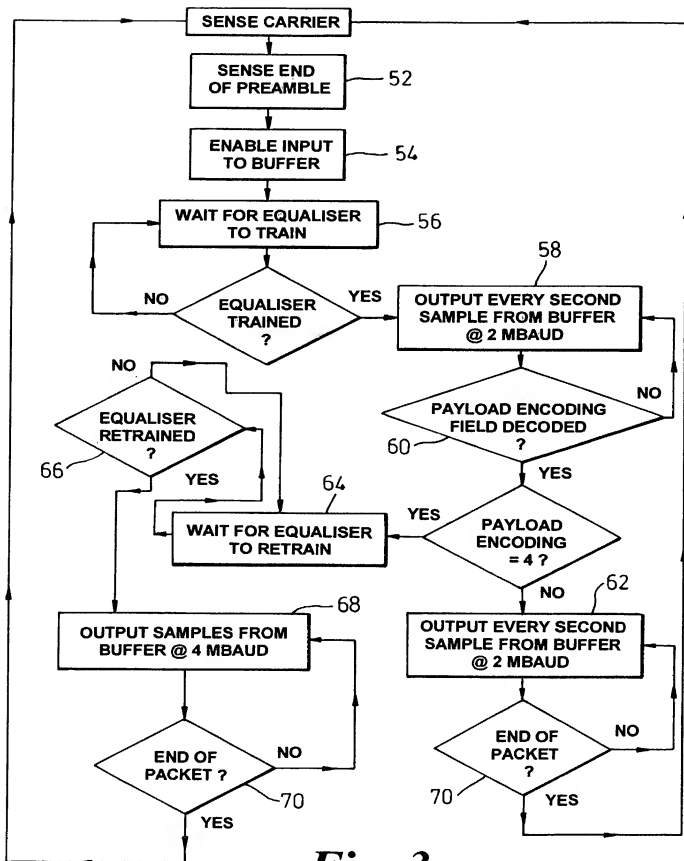 SENSE CARRIER
SENSE END
OF PREAMBLE
52
ENABLE INPUT
TO BUFFER
54
WAIT FOR EQUALISER
TO TRAIN
56
NO
EQUALISER
TRAINED
?
YES
58
OUTPUT EVERY SECOND
SAMPLE FROM BUFFER
@ 2 MBAUD
NO
PAYLOAD ENCODING
FIELD DECODED
?
60
YES
NO
EQUALISER
RETRAINED
?
66
YES
64
WAIT FOR EQUALISER
TO RETRAIN
YES
PAYLOAD
ENCODING
= 4 ?
NO
62
OUTPUT EVERY SECOND
SAMPLE FROM BUFFER
@ 2 MBAUD
68
OUTPUT SAMPLES FROM
BUFFER @ 4 MBAUD
END OF
PACKET ?
NO
70
YES
END OF
PACKET
?
NO
70
YES
Fig. 3